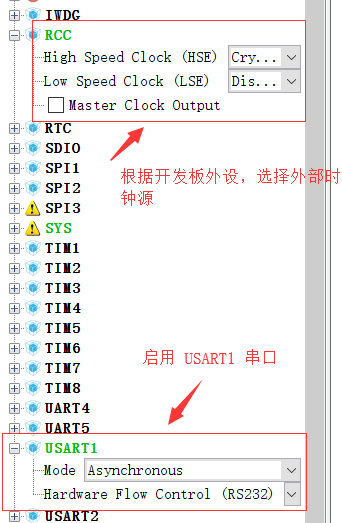 IWDG
RCC
High Speed Clock (HSE) Cry...
Low Speed Clock (LSE) Dis...
Master Clock Output
RTC
SDIO
SPI1
根据开发板外设，选择外部时
钟源
SPI2
SPI3
SYS
TIM1
TIM2
TIM3
TIM4
TIM5
TIM6
启用 USART1 串口
TIM7
TIM8
UART4
UART5
USART1
Mode Asynchronous
Hardware Flow Control (RS232)
USART2